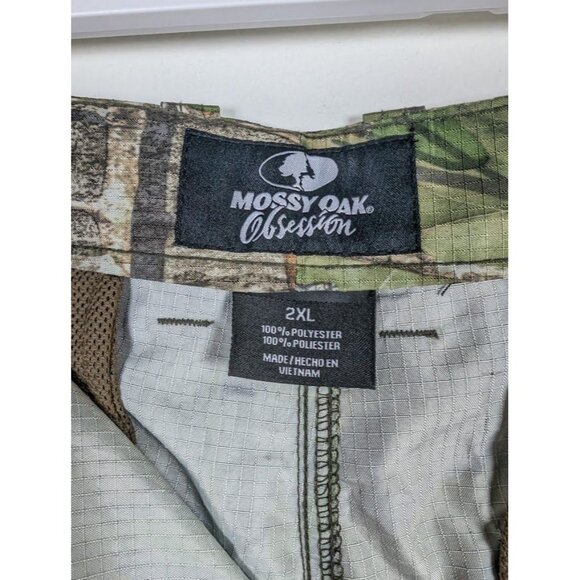 MOSSY OAK®
Obsession
2XL
100% POLYESTER
100% POLIESTER
MADE/HECHO EN
VIETNAM